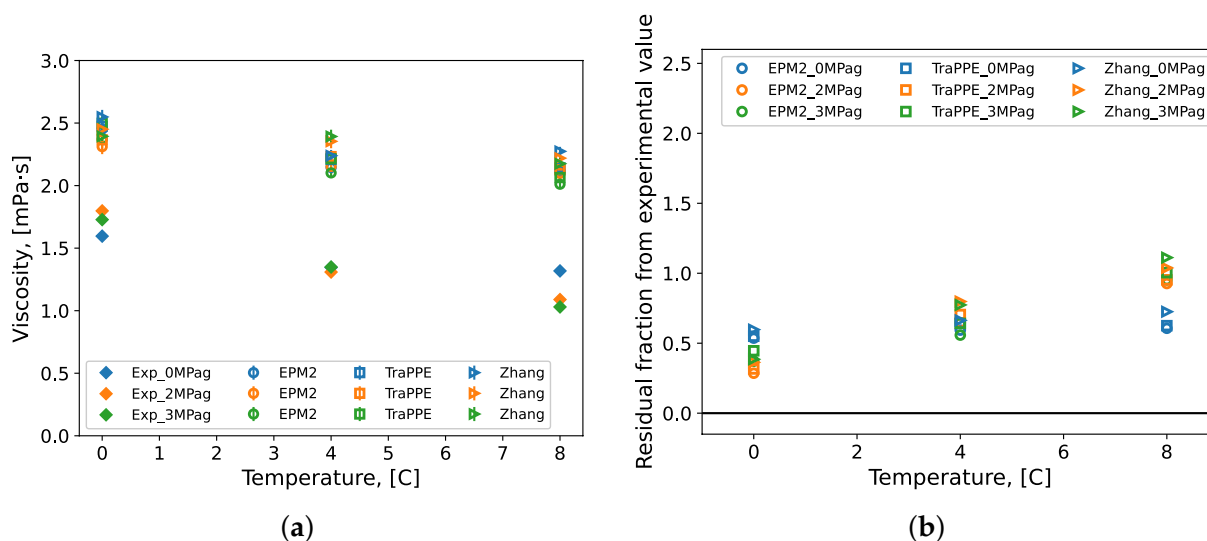 3.0
2.5
2.0
1.5
1.0
0.5
0.0
Viscosity, [mPa·s]
Exp_0MPag EPM2 TraPPE Zhang
Exp_2MPag EPM2 TraPPE Zhang
Exp_3MPag EPM2 TraPPE Zhang
0 1 2 3 4 5 6 7 8
Temperature, [C]
(a)
Residual fraction from experimental value
2.5
2.0
1.5
1.0
0.5
0.0
EPM2_0MPag TraPPE_0MPag Zhang_0MPag
EPM2_2MPag TraPPE_2MPag Zhang_2MPag
EPM2_3MPag TraPPE_3MPag Zhang_3MPag
0 2 4 6 8
Temperature, [C]
(b)